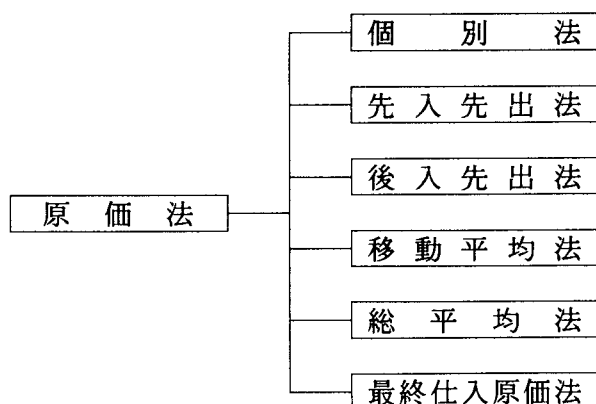 原価法
個別法
先入先出法
後入先出法
移動平均法
総平均法
最終仕入原価法